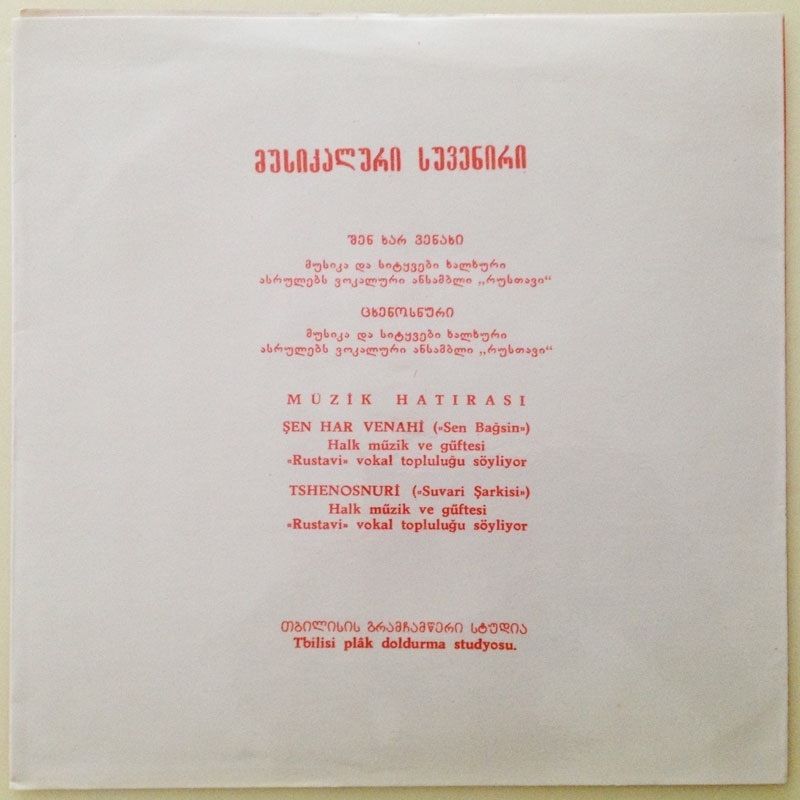 მუსიკალური სუვენირი
შენ ხარ ვენახი
მუსიკა და სიტყვები ხალხური
ასრულებს ვოკალური ანსამბლი „რუსთავი“
ცხენოსნური
მუსიკა და სიტყვები ხალხური
ასრულებს ვოკალური ანსამბლი „რუსთავი“
MÜZİK HATIRASI
ŞEN HAR VENAHİ («Sen Bağsin»)
Halk müzik ve güftesi
«Rustavi» vokal topluluğu söyliyor
TSHENOSNURİ («Suvari Şarkisi»)
Halk müzik ve güftesi
«Rustavi» vokal topluluğu söyliyor
თბილისის გრამჩამწერი სტუდია
Tbilisi plâk doldurma studyosu.